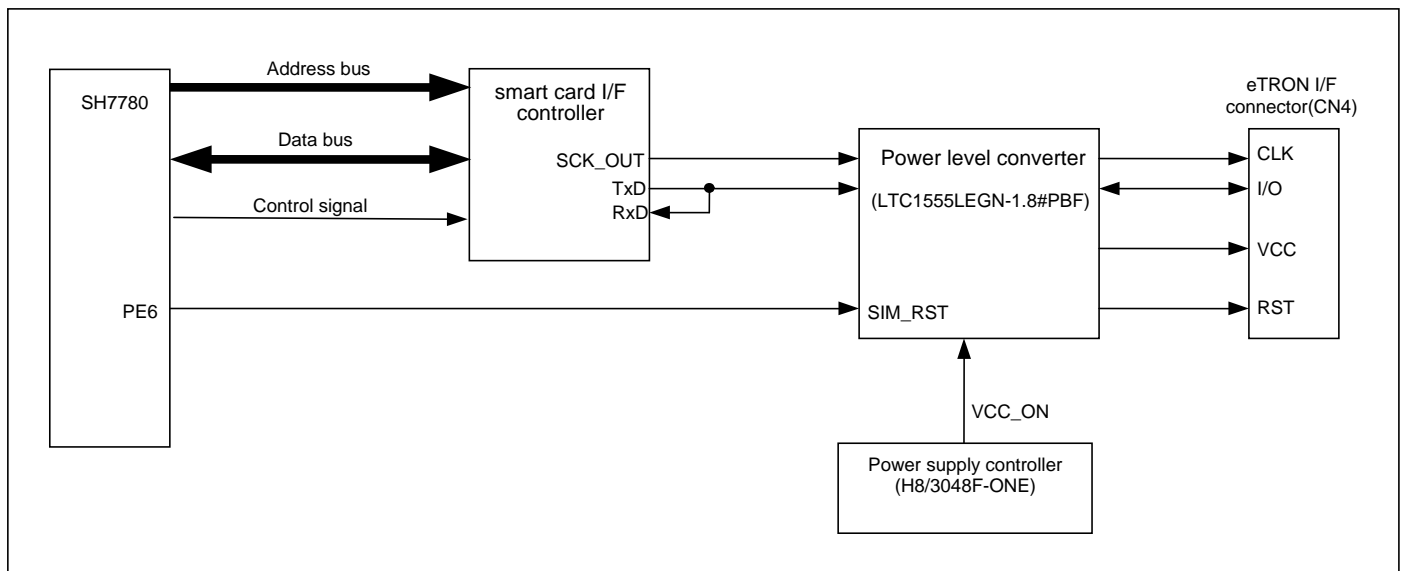 SH7780
Address bus
Data bus
Control signal
PE6
smart card I/F
controller
SCK_OUT
TxD
RxD
Power level converter
(LTC1555LEGN-1.8#PBF)
SIM_RST
eTRON I/F
connector(CN4)
CLK
I/O
VCC
RST
VCC_ON
Power supply controller
(H8/3048F-ONE)